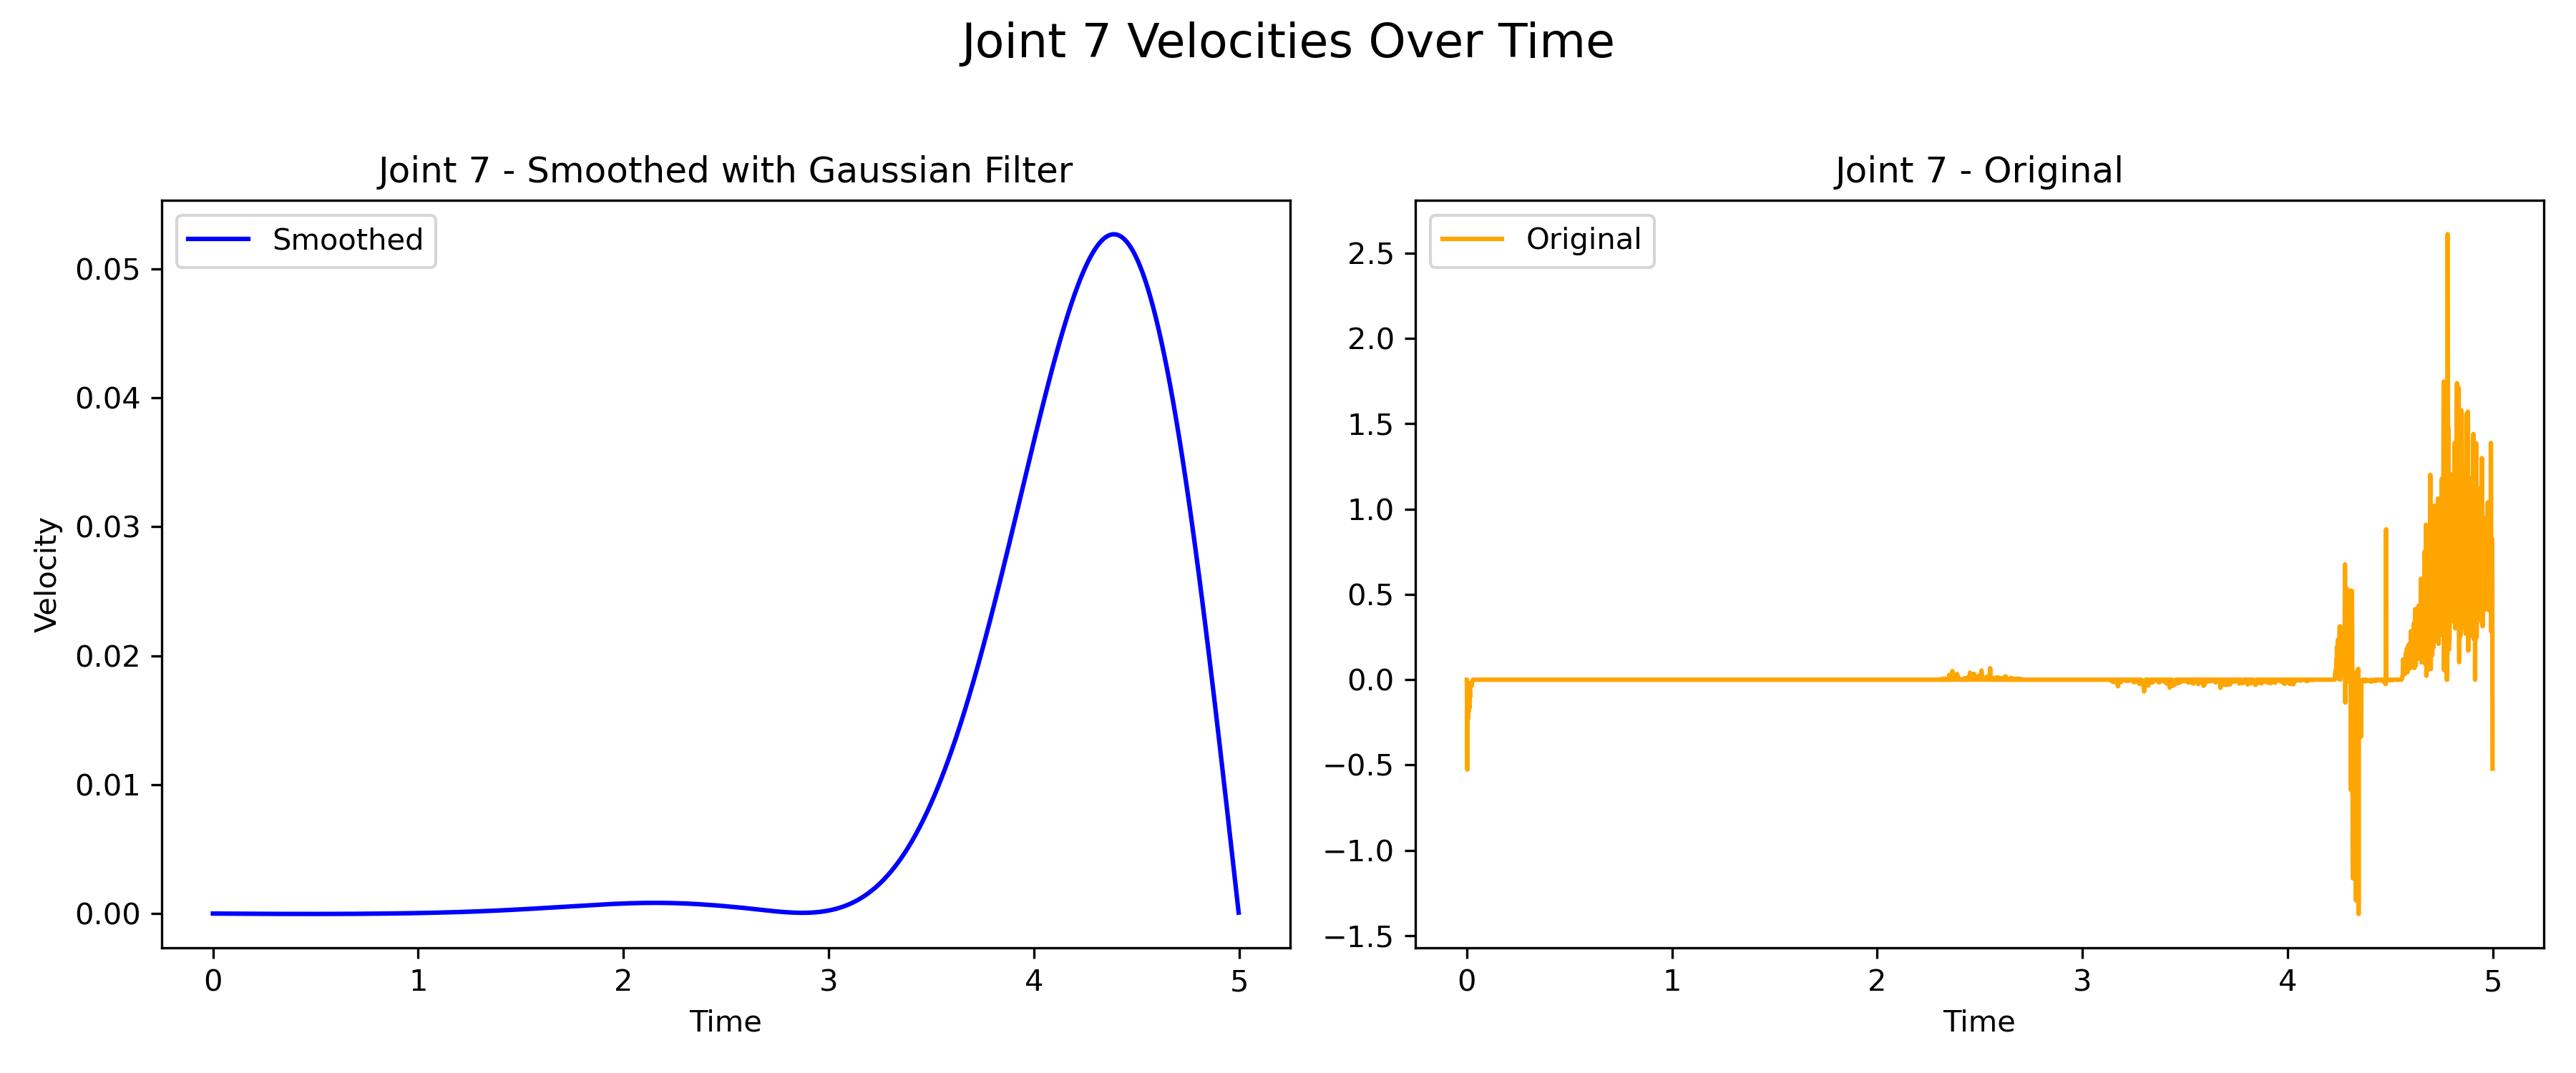 Joint 7 Velocities Over Time
Joint 7 - Smoothed with Gaussian Filter
Smoothed
0.05
0.04
0.03
0.02
0.01
0.00
Velocity
0 1 2 3 4 5
Time
Joint 7 - Original
Original
2.5
2.0
1.5
1.0
0.5
0.0
−0.5
−1.0
−1.5
0 1 2 3 4 5
Time